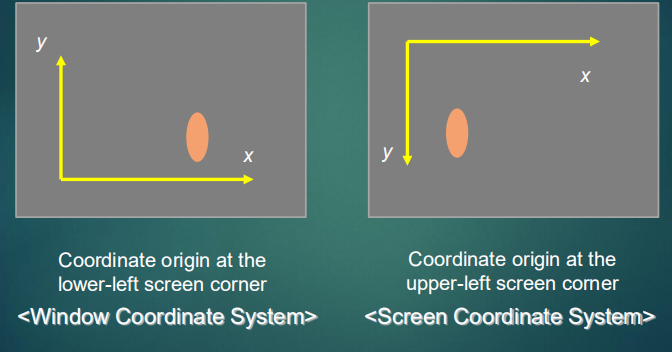 y
x
x
y
Coordinate origin at the
lower-left screen corner
<Window Coordinate System>
Coordinate origin at the
upper-left screen corner
<Screen Coordinate System>